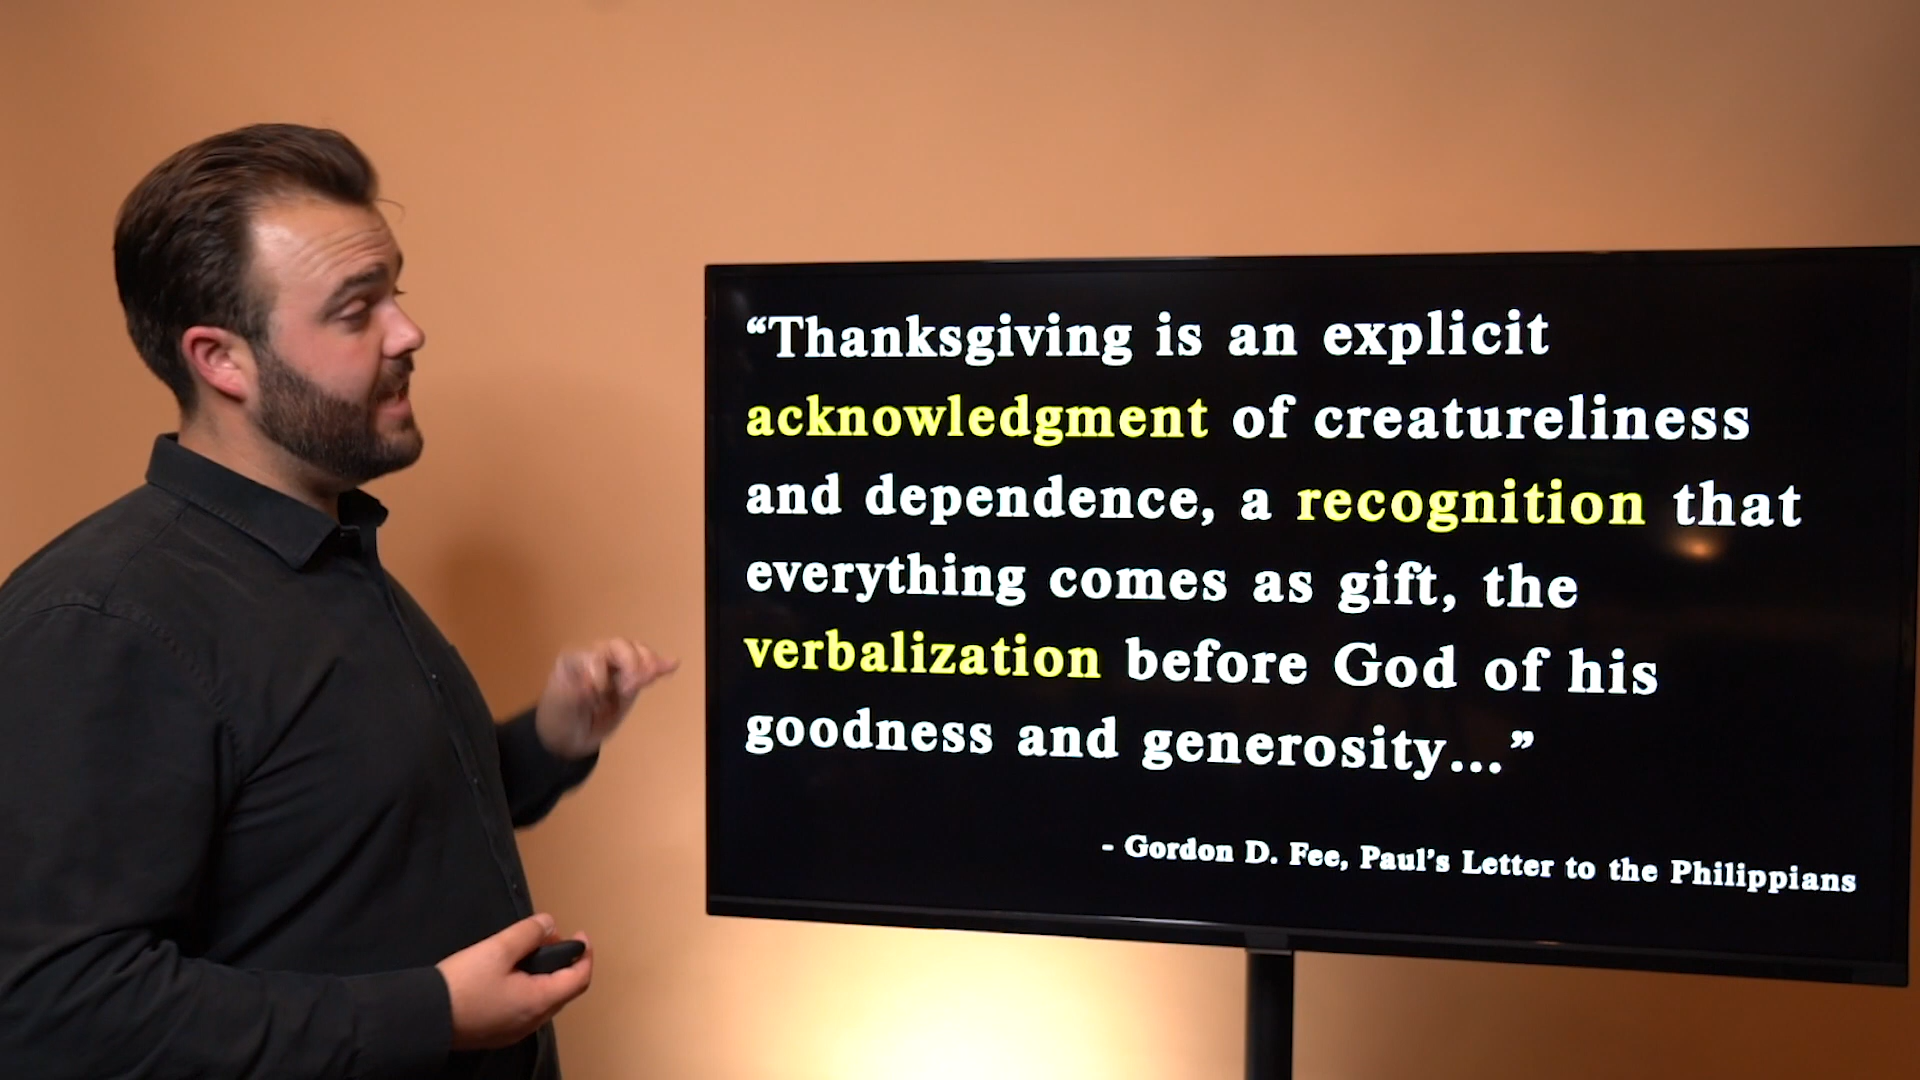 “Thanksgiving is an explicit
acknowledgment of creatureliness
and dependence, a recognition that
everything comes as gift, the
verbalization before God of his
goodness and generosity...”
- Gordon D. Fee, Paul’s Letter to the Philippians